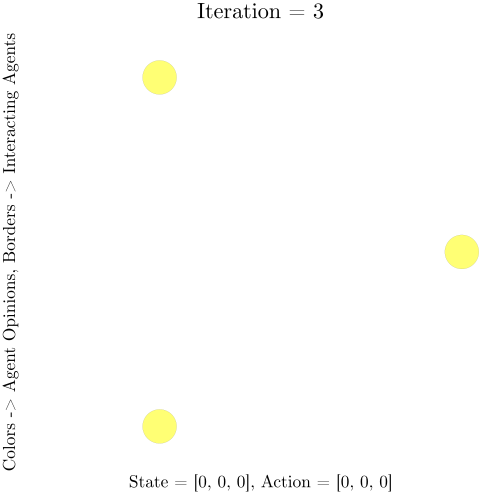 Iteration = 3
Colors -> Agent Opinions, Borders -> Interacting Agents
State = [0, 0, 0], Action = [0, 0, 0]